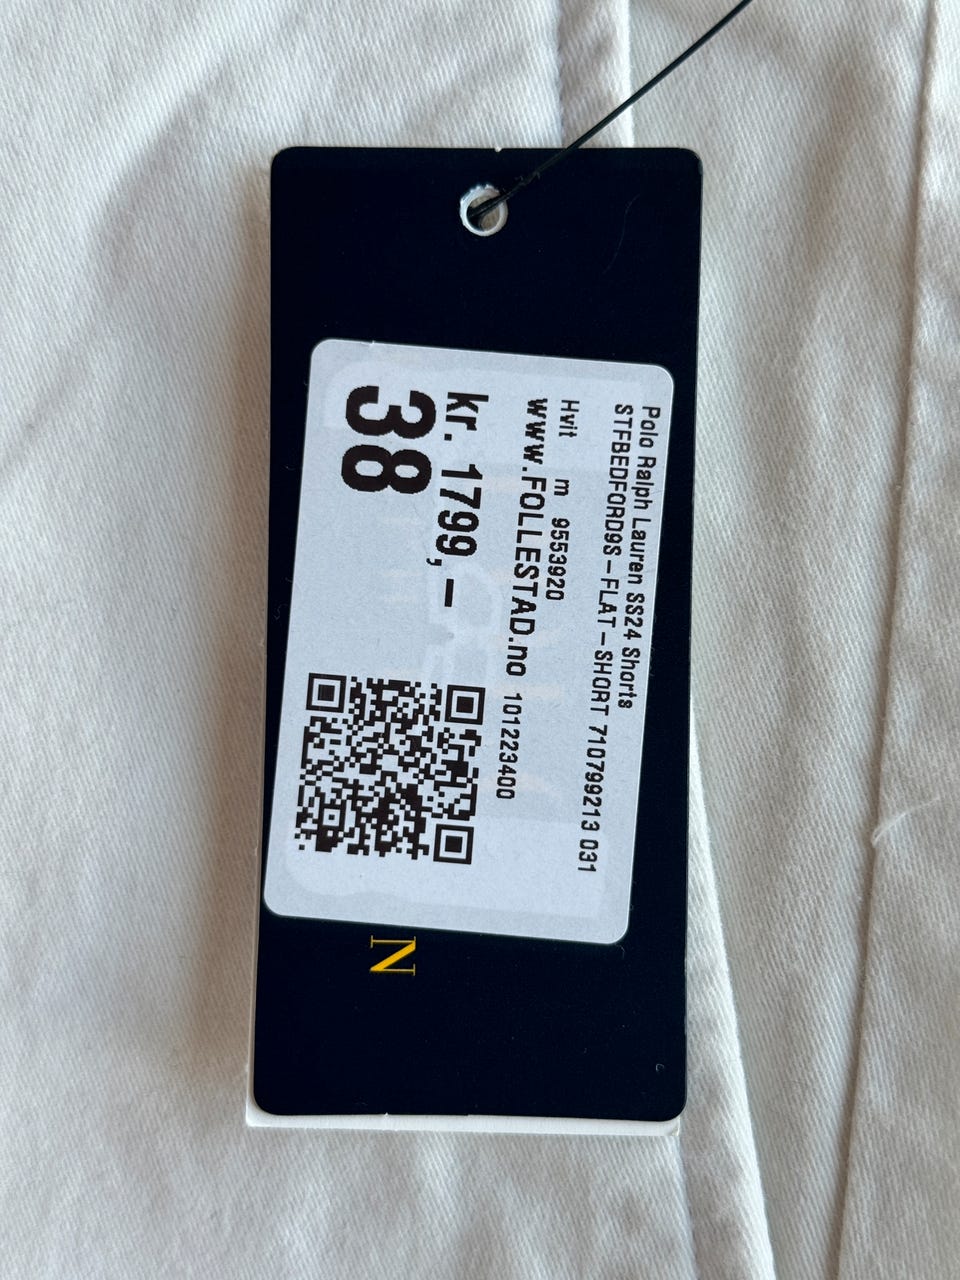 Polo Ralph Lauren SS24 Shorts
STFBEDFORD9S-FLAT-SHORT 710799213 031
Hvit m 9553920
www.FOLLESTAD.no 101223400
kr. 1799,-
38
N